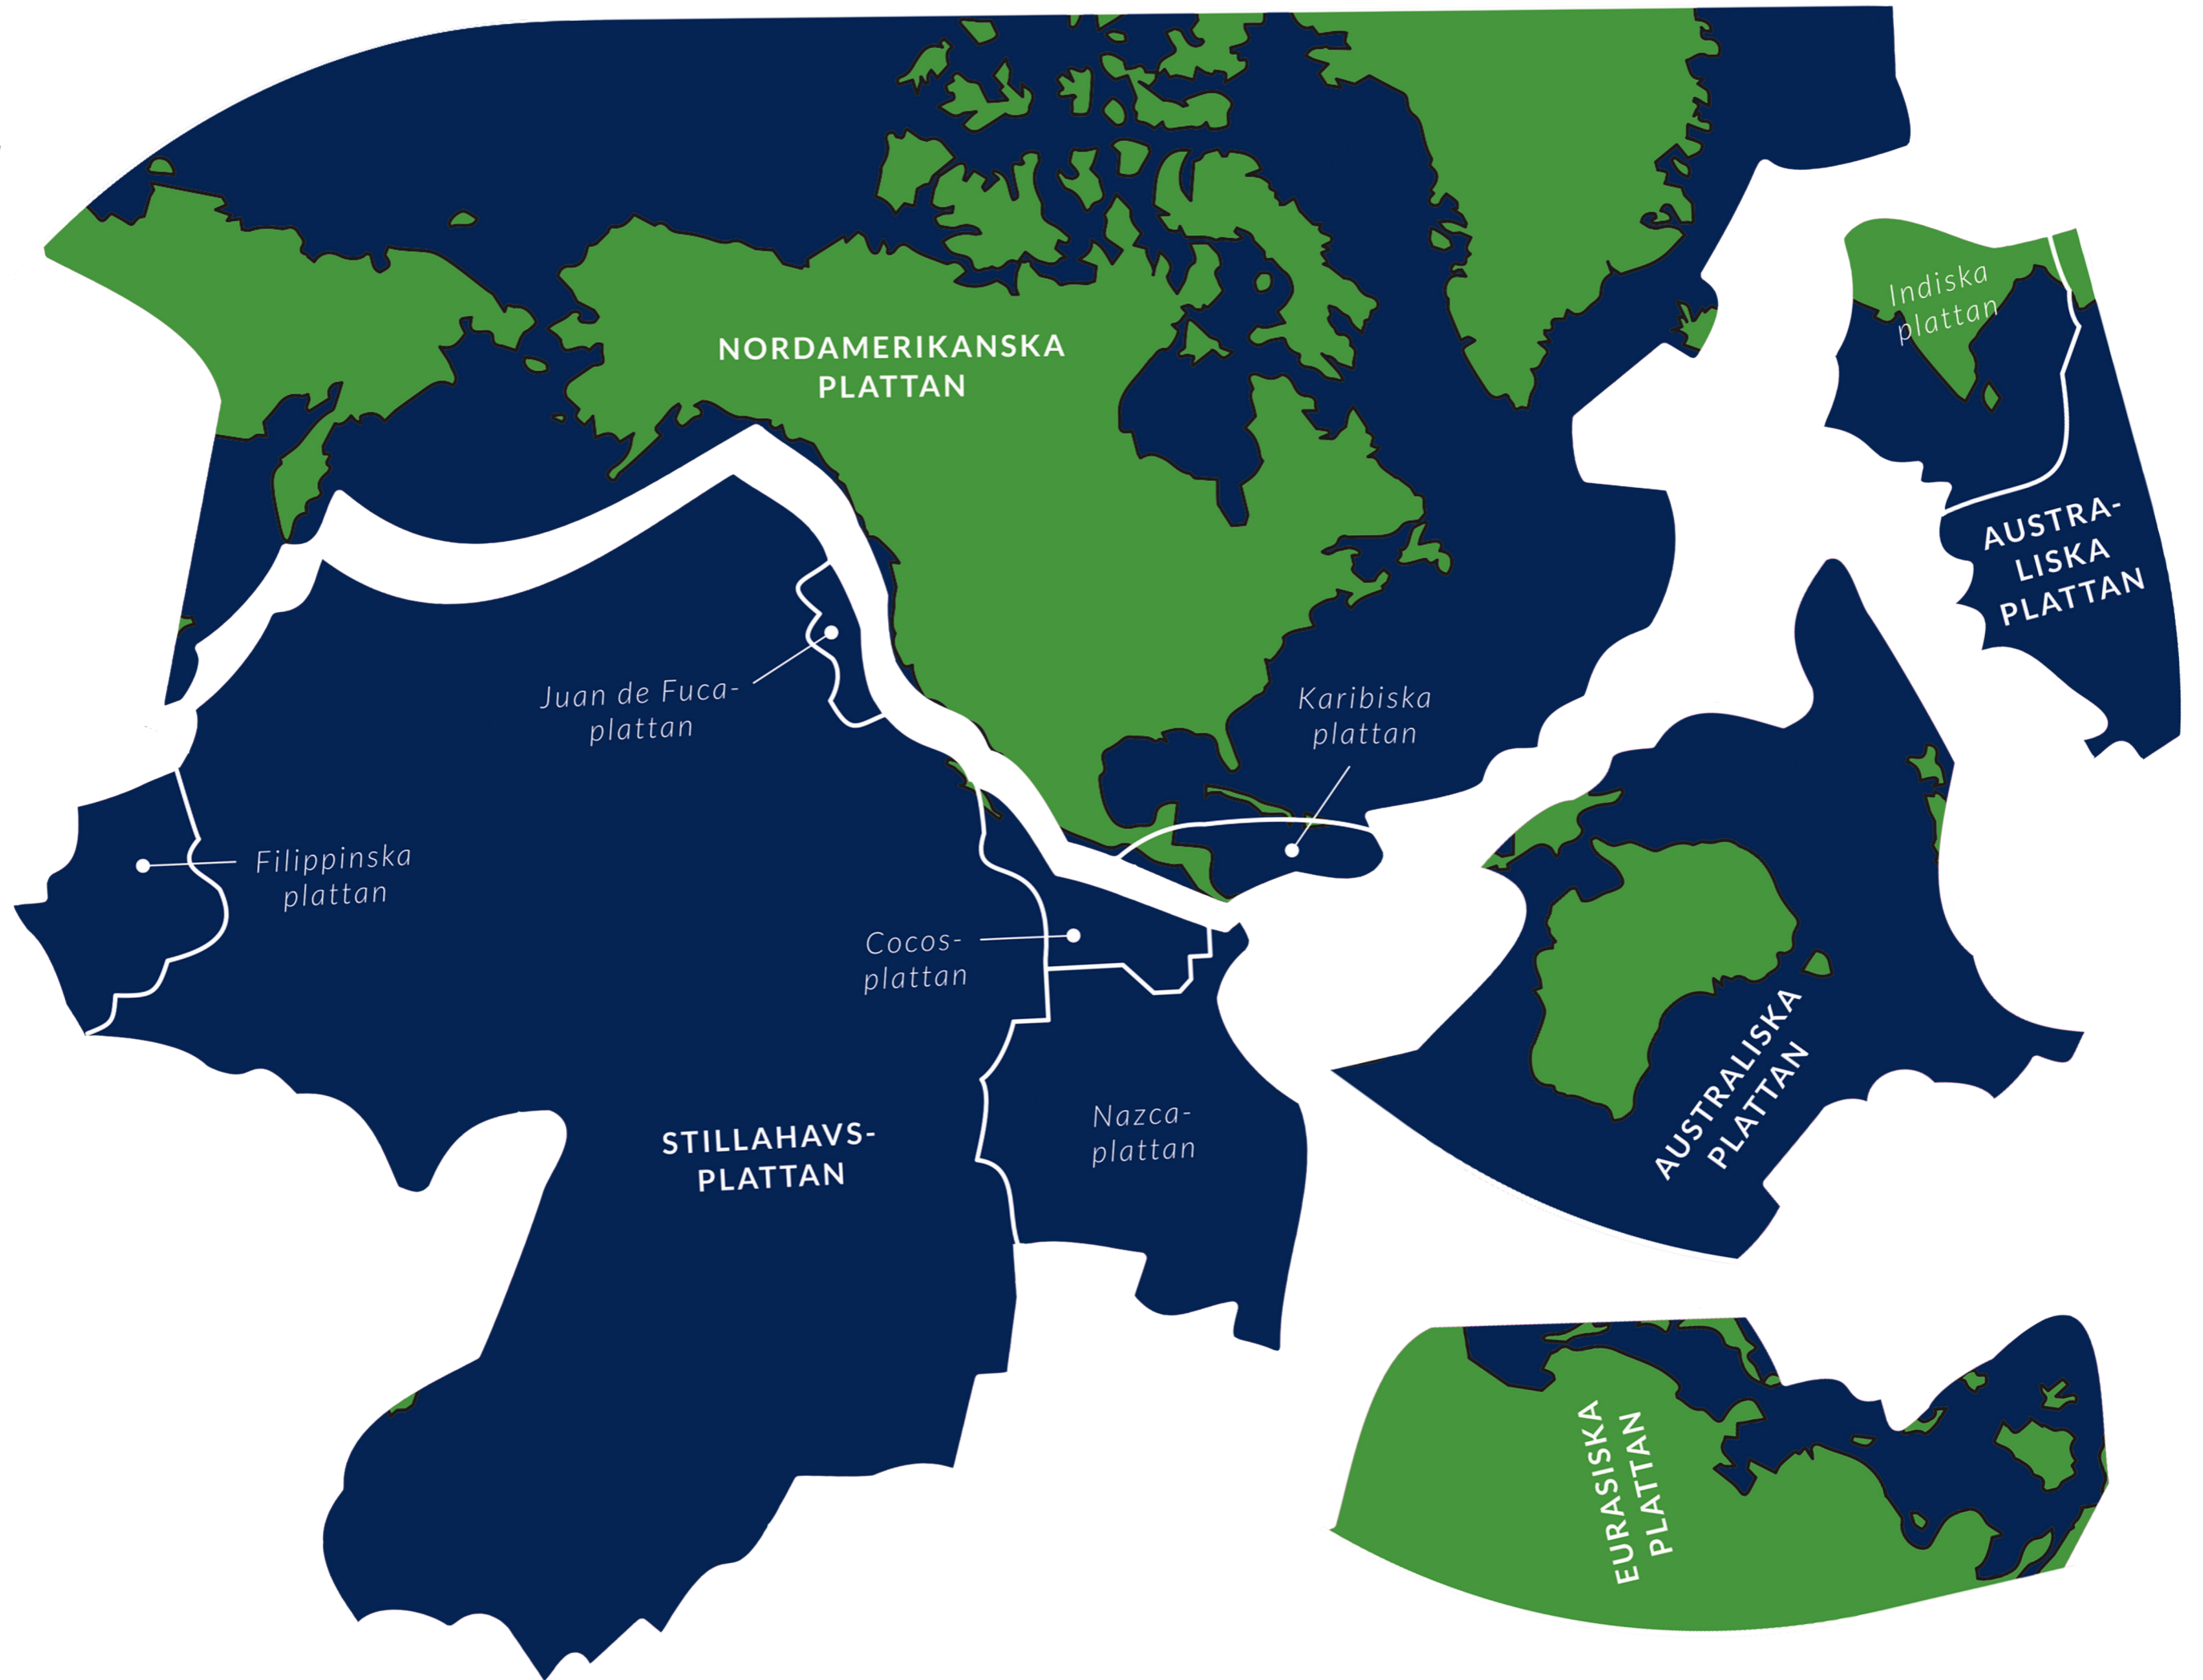 NORDAMERIKANSKA
PLATTAN
Indiska
plattan
AUSTRA-
LISKA
PLATTAN
Juan de Fuca-
plattan
Karibiska
plattan
Filippinska
plattan
Cocos-
plattan
STILLAHAVS-
PLATTAN
Nazca-
plattan
AUSTRALISKA
PLATTAN
EURASISKA
PLATTAN